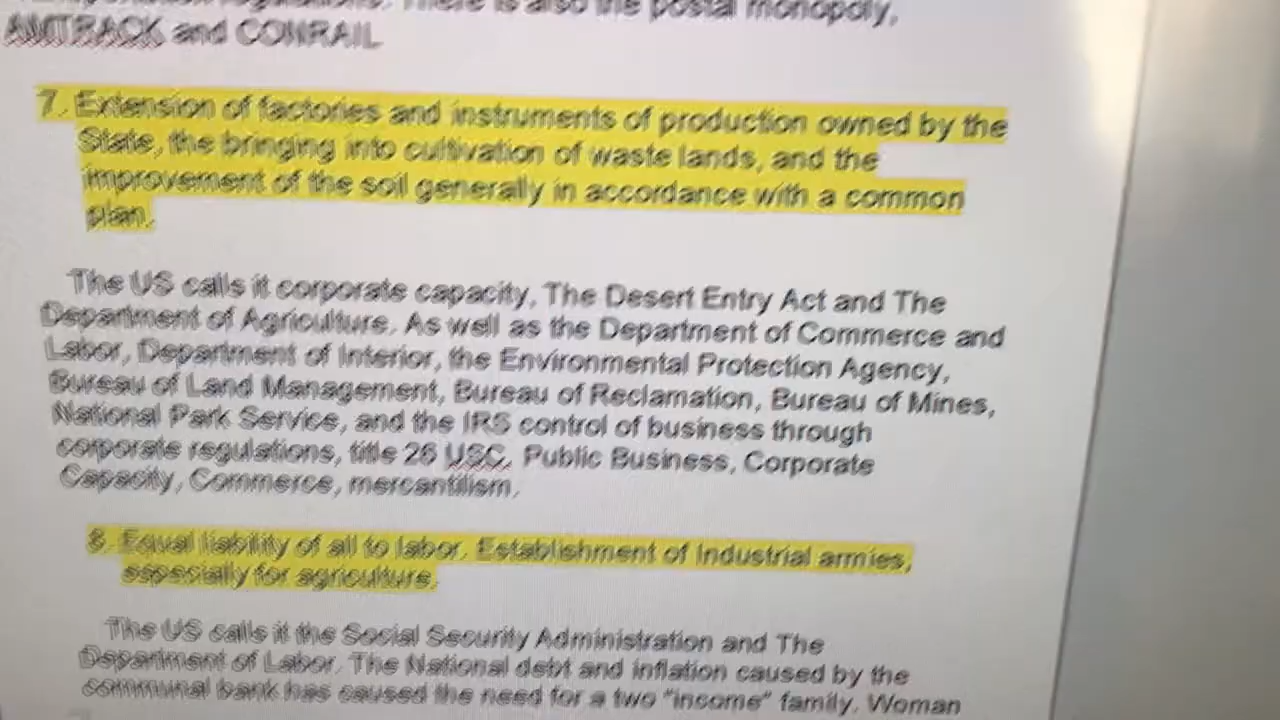 There is also the postal monopoly,
AMTRACK and CONRAIL
7. Extension of factories and instruments of production owned by the
State, the bringing into cultivation of waste lands, and the
improvement of the soil generally in accordance with a common
plan.
The US calls it corporate capacity, The Desert Entry Act and The
Department of Agriculture. As well as the Department of Commerce and
Labor, Department of Interior, the Environmental Protection Agency,
Bureau of Land Management, Bureau of Reclamation, Bureau of Mines,
National Park Service, and the IRS control of business through
corporate regulations, title 26 USC, Public Business, Corporate
Capacity, Commerce, mercantilism.
8. Equal liability of all to labor. Establishment of Industrial armies,
especially for agriculture.
The US calls it the Social Security Administration and The
Department of Labor. The National debt and inflation caused by the
communal bank has caused the need for a two "income" family. Woman